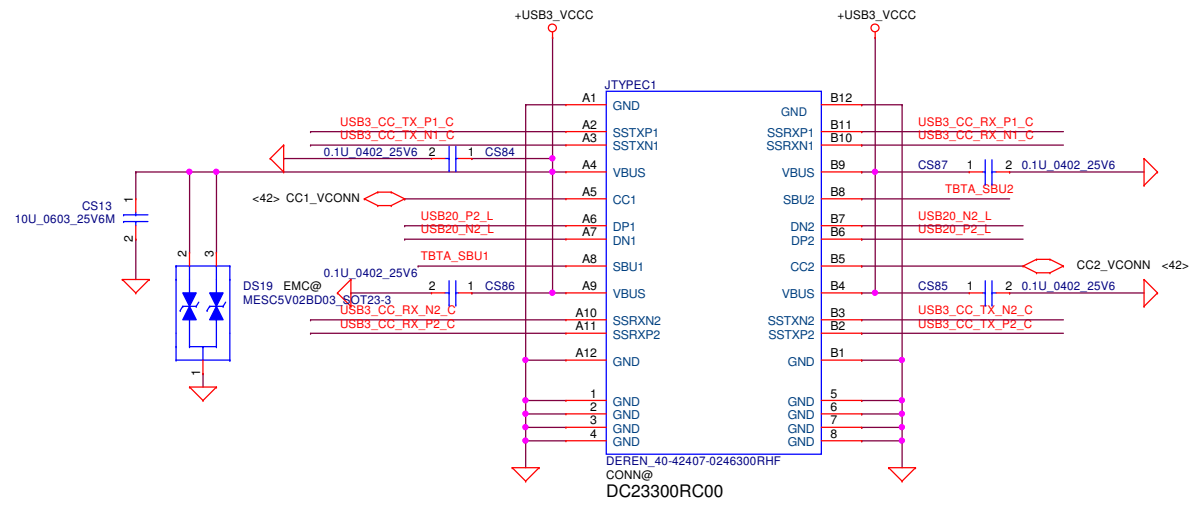 +USB3_VCCC
+USB3_VCCC
JTYPEC1
A1 GND GND B12
USB3_CC_TX_P1_C A2 SSTXP1 SSRXP1 B11 USB3_CC_RX_P1_C
USB3_CC_TX_N1_C A3 SSTXN1 SSRXN1 B10 USB3_CC_RX_N1_C
0.1U_0402_25V6 2 1 CS84
A4 VBUS VBUS B9 CS87 1 2 0.1U_0402_25V6
<42> CC1_VCONN A5 CC1 SBU2 B8 TBTA_SBU2
CS13
10U_0603_25V6M
1
2
USB20_P2_L A6 DP1 DN2 B7 USB20_N2_L
USB20_N2_L A7 DN1 DP2 B6 USB20_P2_L
TBTA_SBU1 A8 SBU1 CC2 B5 CC2_VCONN <42>
2 3
0.1U_0402_25V6
DS19 EMC@
MESC5V02BD03_SOT23-3
2 1 CS86 A9 VBUS VBUS B4 CS85 1 2 0.1U_0402_25V6
USB3_CC_RX_N2_C A10 SSRXN2 SSTXN2 B3 USB3_CC_TX_N2_C
USB3_CC_RX_P2_C A11 SSRXP2 SSTXP2 B2 USB3_CC_TX_P2_C
A12 GND GND B1
1
1 GND GND 5
2 GND GND 6
3 GND GND 7
4 GND GND 8
DEREN_40-42407-0246300RHF
CONN@
DC23300RC00